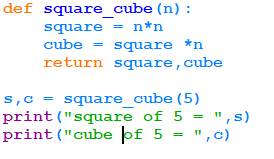 def square_cube(n):
    square = n*n
    cube = square *n
    return square,cube

s,c = square_cube(5)
print("square of 5 = ",s)
print("cube of 5 = ",c)